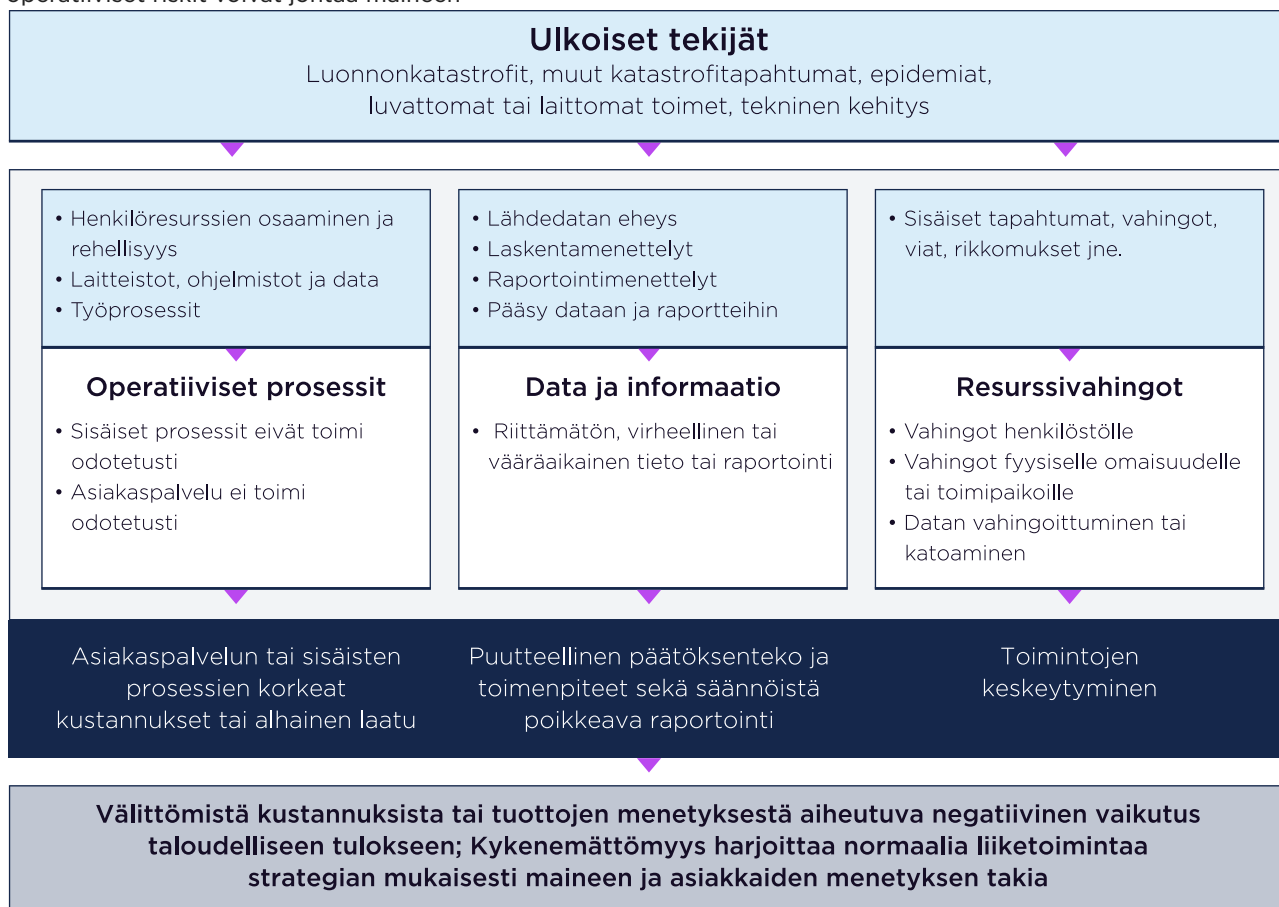 operatiiviset riskit voivat johtaa maineen
Ulkoiset tekijät
Luonnonkatastrofit, muut katastrofitapahtumat, epidemiat,
luvattomat tai laittomat toimet, tekninen kehitys
• Henkilöresurssien osaaminen ja
rehellisyys
• Laitteistot, ohjelmistot ja data
• Työprosessit
Operatiiviset prosessit
• Sisäiset prosessit eivät toimi
odotetusti
• Asiakaspalvelu ei toimi
odotetusti
Asiakaspalvelun tai sisäisten
prosessien korkeat
kustannukset tai alhainen laatu
• Lähdedatan eheys
• Laskentamenettelyt
• Raportointimenettelyt
• Pääsy dataan ja raportteihin
Data ja informaatio
• Riittämätön, virheellinen tai
vääräaikainen tieto tai raportointi
Puutteellinen päätöksenteko ja
toimenpiteet sekä säännöistä
poikkeava raportointi
• Sisäiset tapahtumat, vahingot,
viat, rikkomukset jne.
Resurssivahingot
• Vahingot henkilöstölle
• Vahingot fyysiselle omaisuudelle
tai toimipaikoille
• Datan vahingoittuminen tai
katoaminen
Toimintojen
keskeytyminen
Välittömistä kustannuksista tai tuottojen menetyksestä aiheutuva negatiivinen vaikutus
taloudelliseen tulokseen; Kykenemättömyys harjoittaa normaalia liiketoimintaa
strategian mukaisesti maineen ja asiakkaiden menetyksen takia